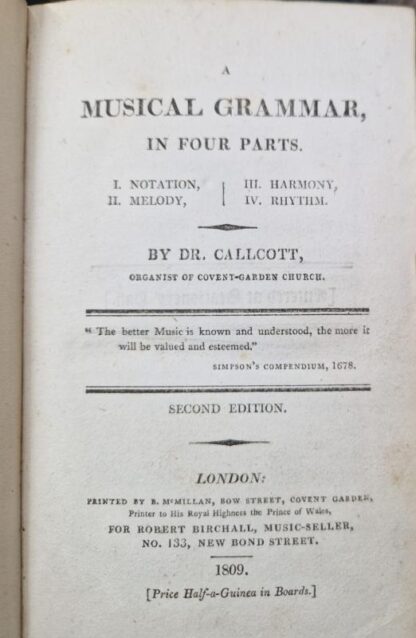 A
MUSICAL GRAMMAR,
IN FOUR PARTS.
I. NOTATION, III. HARMONY,
II. MELODY, IV. RHYTHM.
BY DR. CALLCOTT,
ORGANIST OF COVENT-GARDEN CHURCH.
" The better Music is known and understood, the more it
will be valued and esteemed."
SIMPSON'S COMPENDIUM, 1678.
SECOND EDITION.
LONDON:
PRINTED BY B. McMILLAN, BOW STREET, COVENT GARDEN,
Printer to His Royal Highness the Prince of Wales,
FOR ROBERT BIRCHALL, MUSIC-SELLER,
NO. 133, NEW BOND STREET.
1809.
[Price Half-a-Guinea in Boards.]